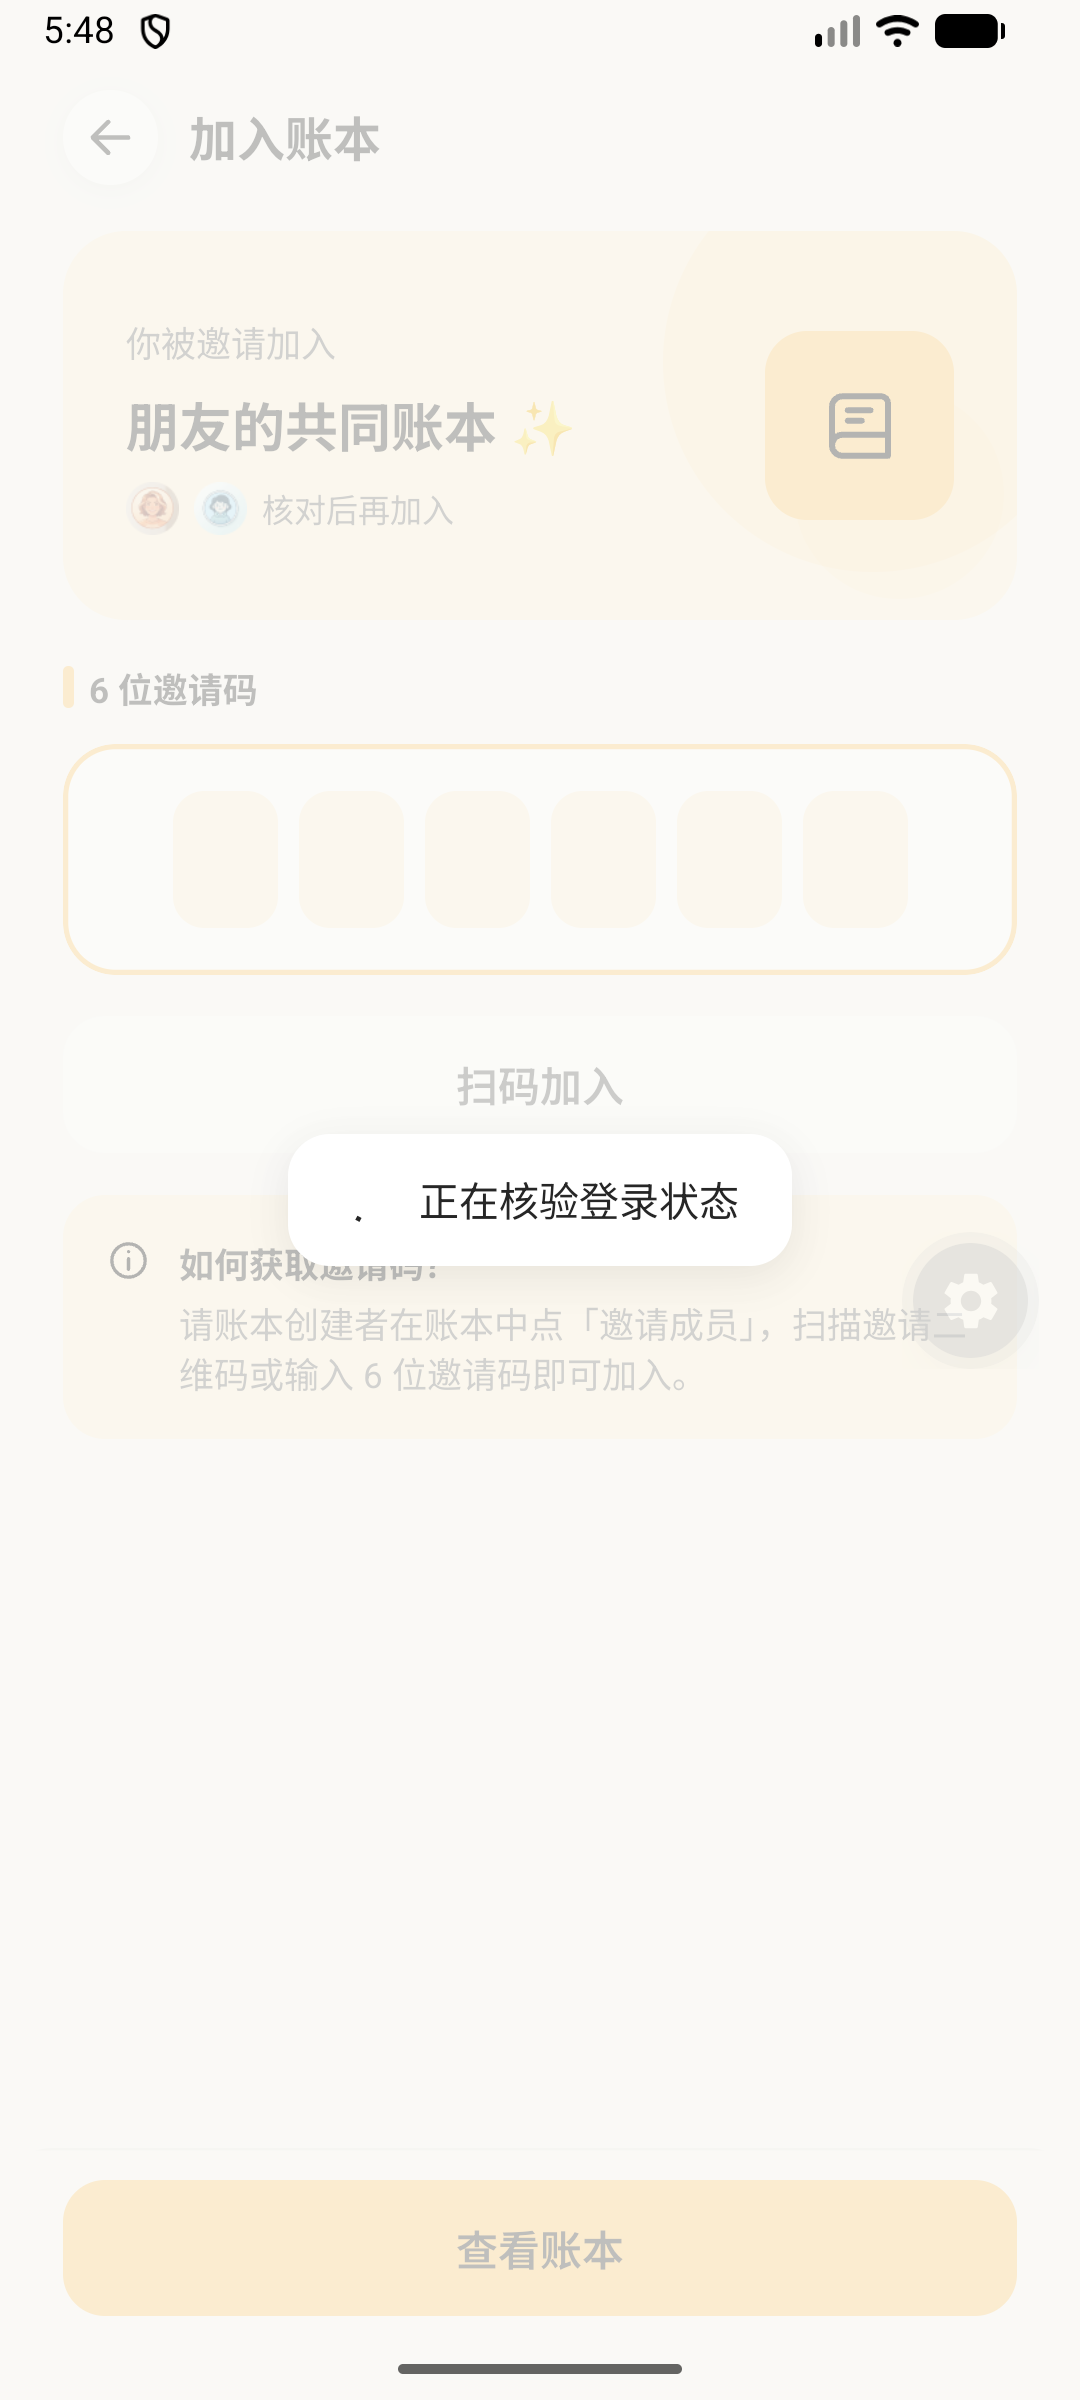 5:48
加入账本
你被邀请加入
朋友的共同账本 ✨
核对后再加入
6 位邀请码
扫码加入
正在核验登录状态
如何获取邀请码?
请账本创建者在账本中点「邀请成员」，扫描邀请二
维码或输入 6 位邀请码即可加入。
查看账本